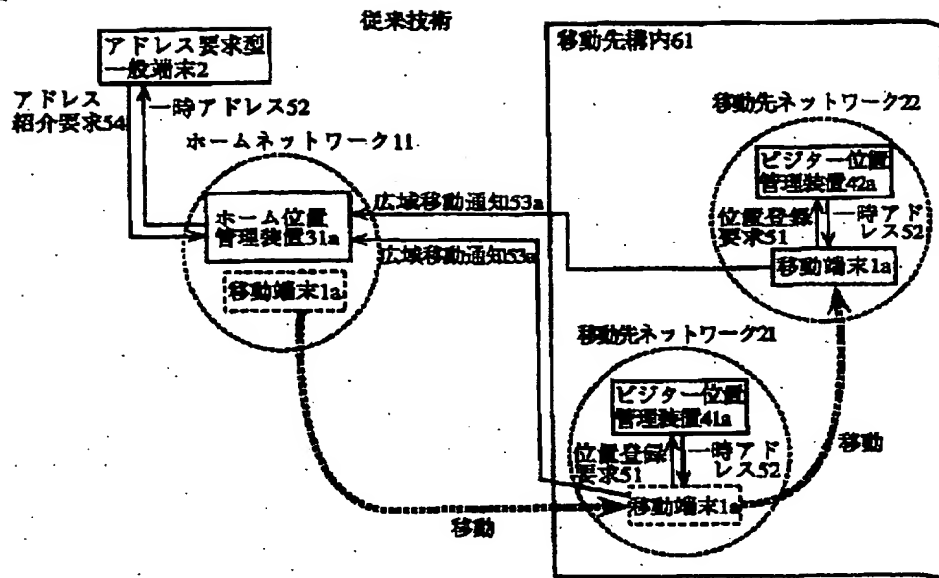 従来技術
アドレス要求型
一般端末2
アドレス
紹介要求54
一時アドレス52
ホームネットワーク11
ホーム位置
管理装置31a
移動端末1a
広域移動通知53a
広域移動通知53a
移動先構内61
移動先ネットワーク22
ビジター位置
管理装置42a
位置登録
要求51
一時アド
レス52
移動端末1a
移動先ネットワーク21
ビジター位置
管理装置41a
位置登録
要求51
一時アド
レス52
移動端末1a
移動
移動